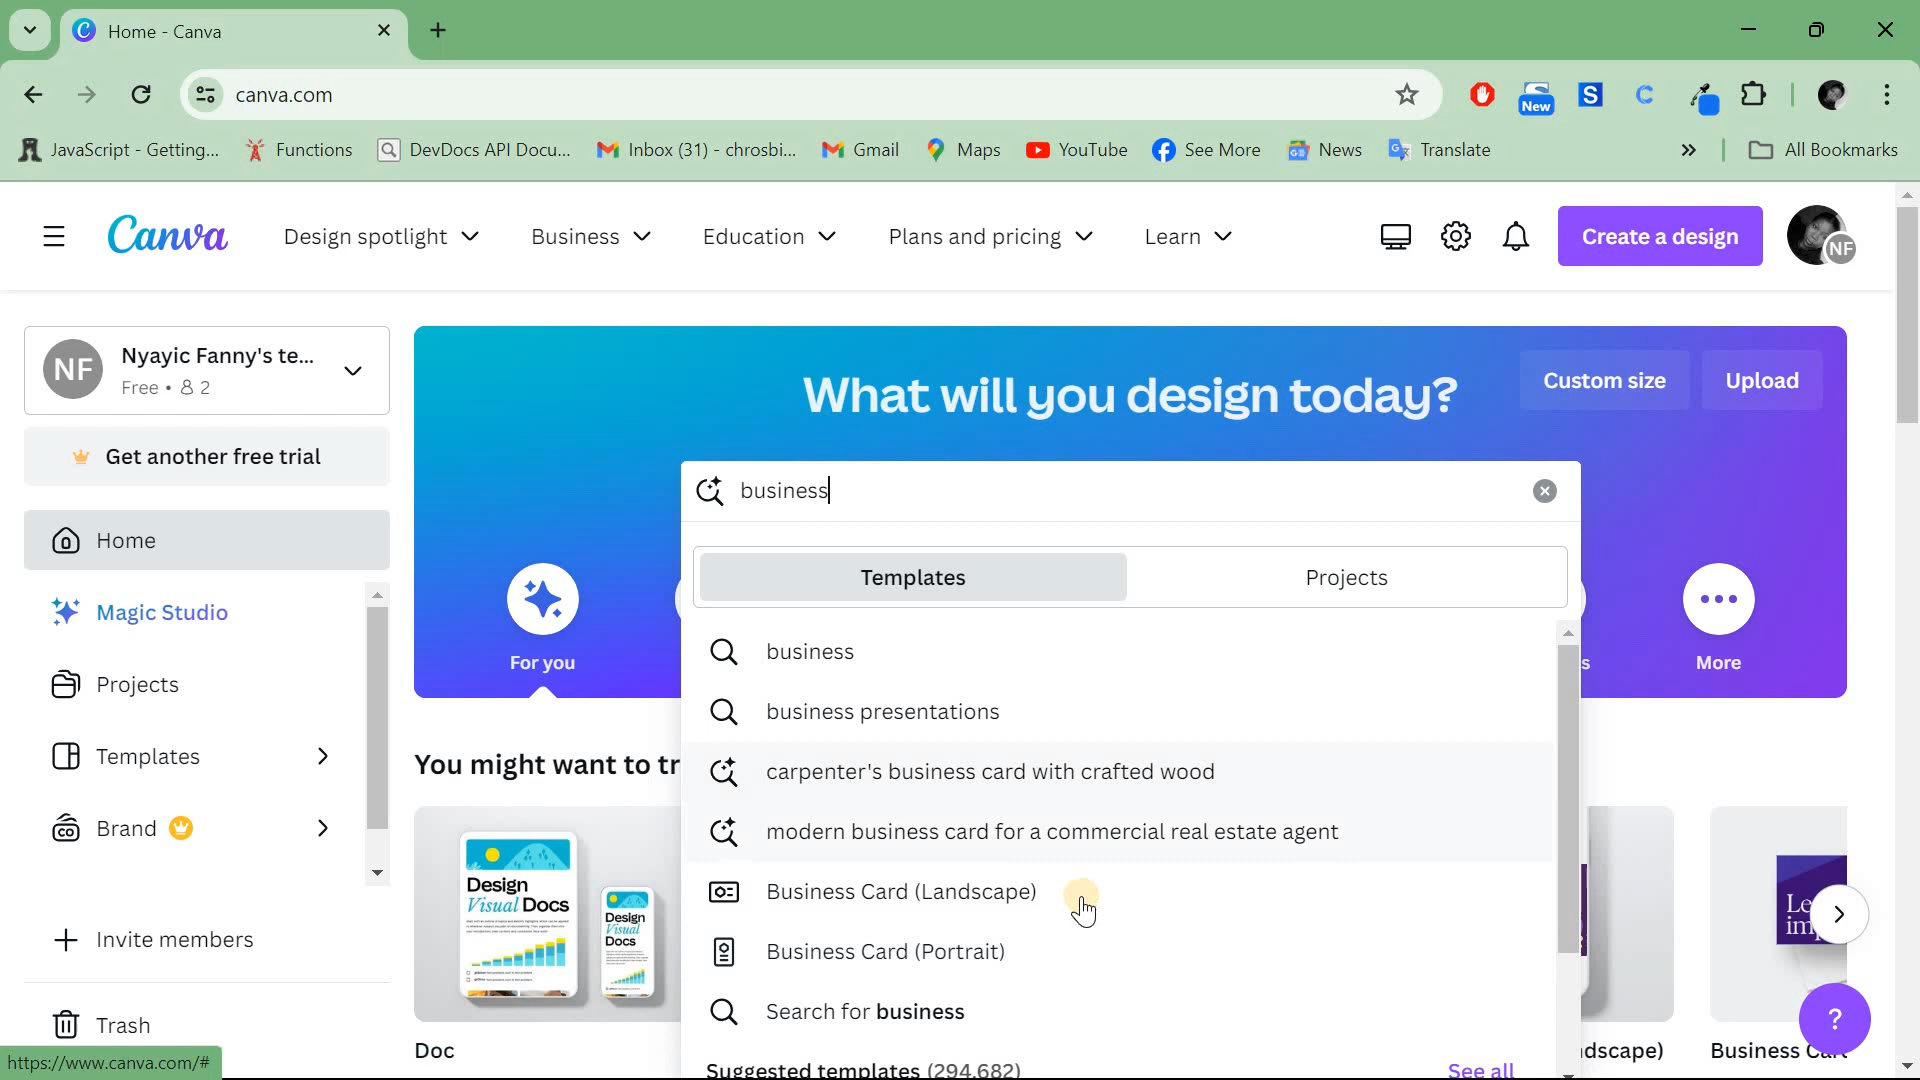 Home - Canva
canva.com
New
S
C
JavaScript - Getting...
Functions
DevDocs API Docu...
Inbox (31) - chrosbi...
Gmail
Maps
YouTube
See More
News
Translate
All Bookmarks
Canva
Design spotlight
Business
Education
Plans and pricing
Learn
Create a design
NF
NF
Nyayic Fanny's te...
Free • 2
Get another free trial
Home
Magic Studio
Projects
Templates
Brand
Invite members
Trash
https://www.canva.com/#
What will you design today?
Custom size
Upload
business
Templates
Projects
For you
s
More
business
business presentations
carpenter's business card with crafted wood
modern business card for a commercial real estate agent
Business Card (Landscape)
Business Card (Portrait)
Search for business
Suggested templates (294,682)
See all
You might want to tr
Design
Visual Docs
Design
Visual
Docs
Doc
dscape)
Le
im
Business Car
?